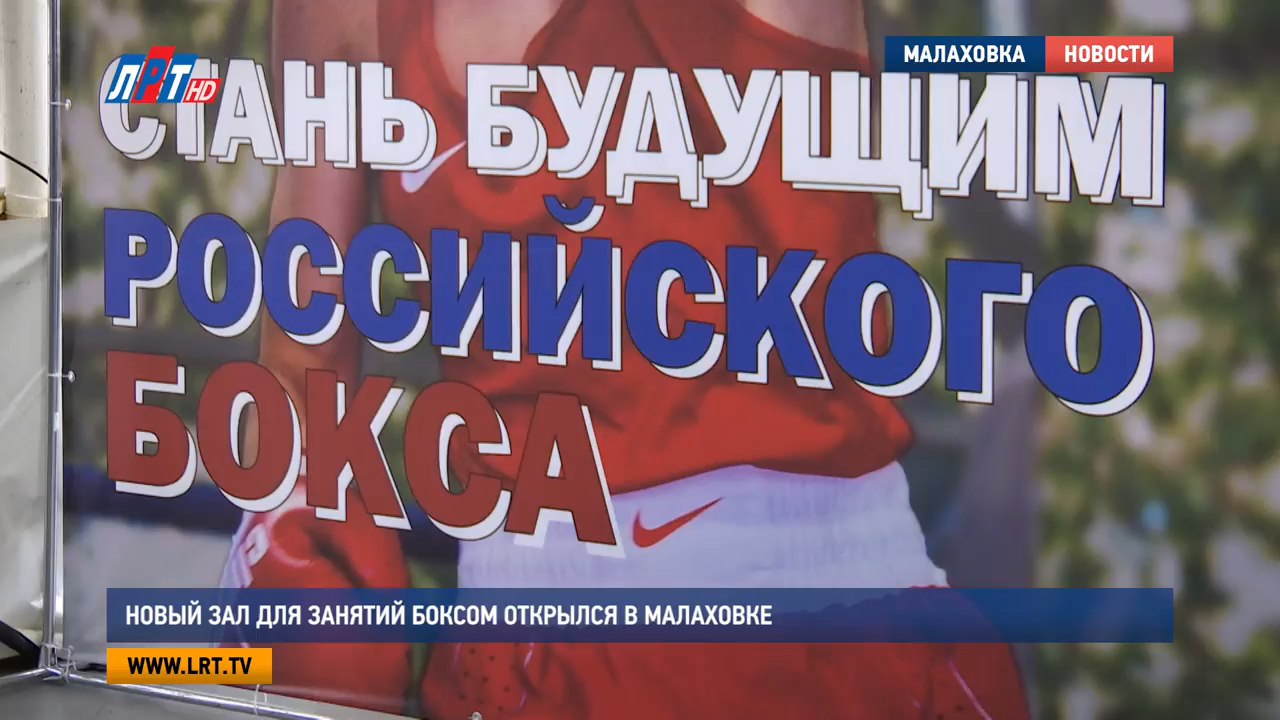 ЛРТ HD
МАЛАХОВКА НОВОСТИ
СТАНЬ БУДУЩИМ
РОССИЙСКОГО
БОКСА
НОВЫЙ ЗАЛ ДЛЯ ЗАНЯТИЙ БОКСОМ ОТКРЫЛСЯ В МАЛАХОВКЕ
WWW.LRT.TV